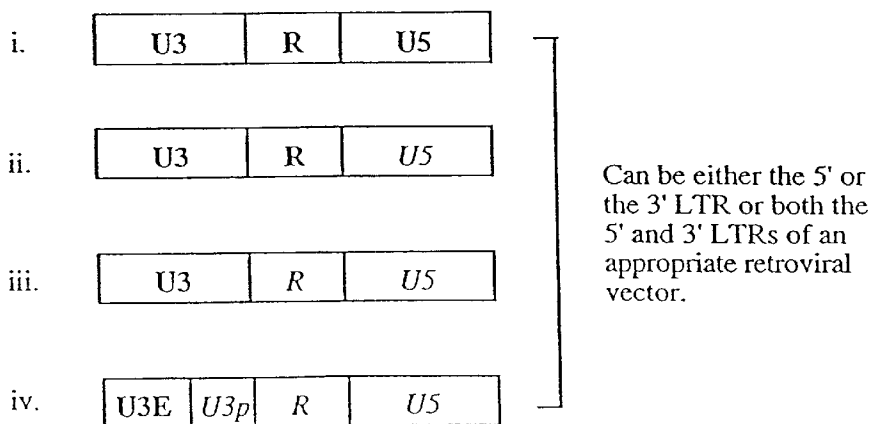 i. U3 R U5
ii. U3 R U5
iii. U3 R U5
iv. U3E U3p R U5
Can be either the 5' or
the 3' LTR or both the
5' and 3' LTRs of an
appropriate retroviral
vector.